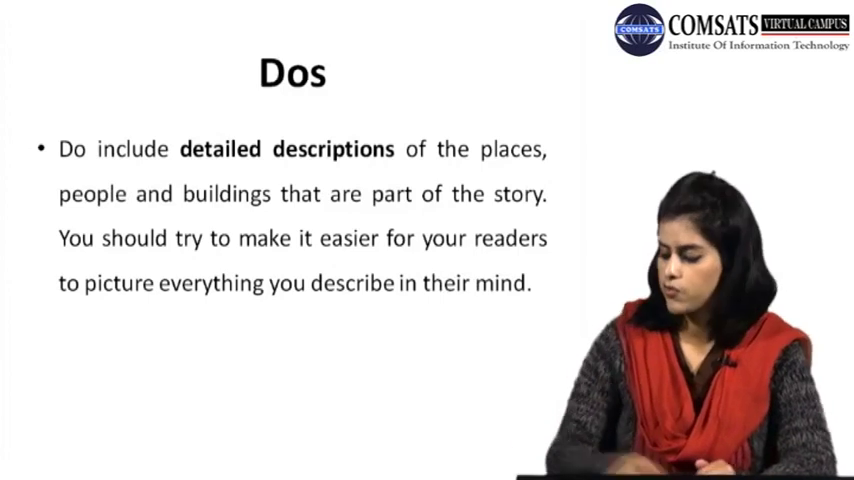 COMSATS VIRTUAL CAMPUS
COMSATS
Institute Of Information Technology
Dos
• Do include detailed descriptions of the places,
people and buildings that are part of the story.
You should try to make it easier for your readers
to picture everything you describe in their mind.